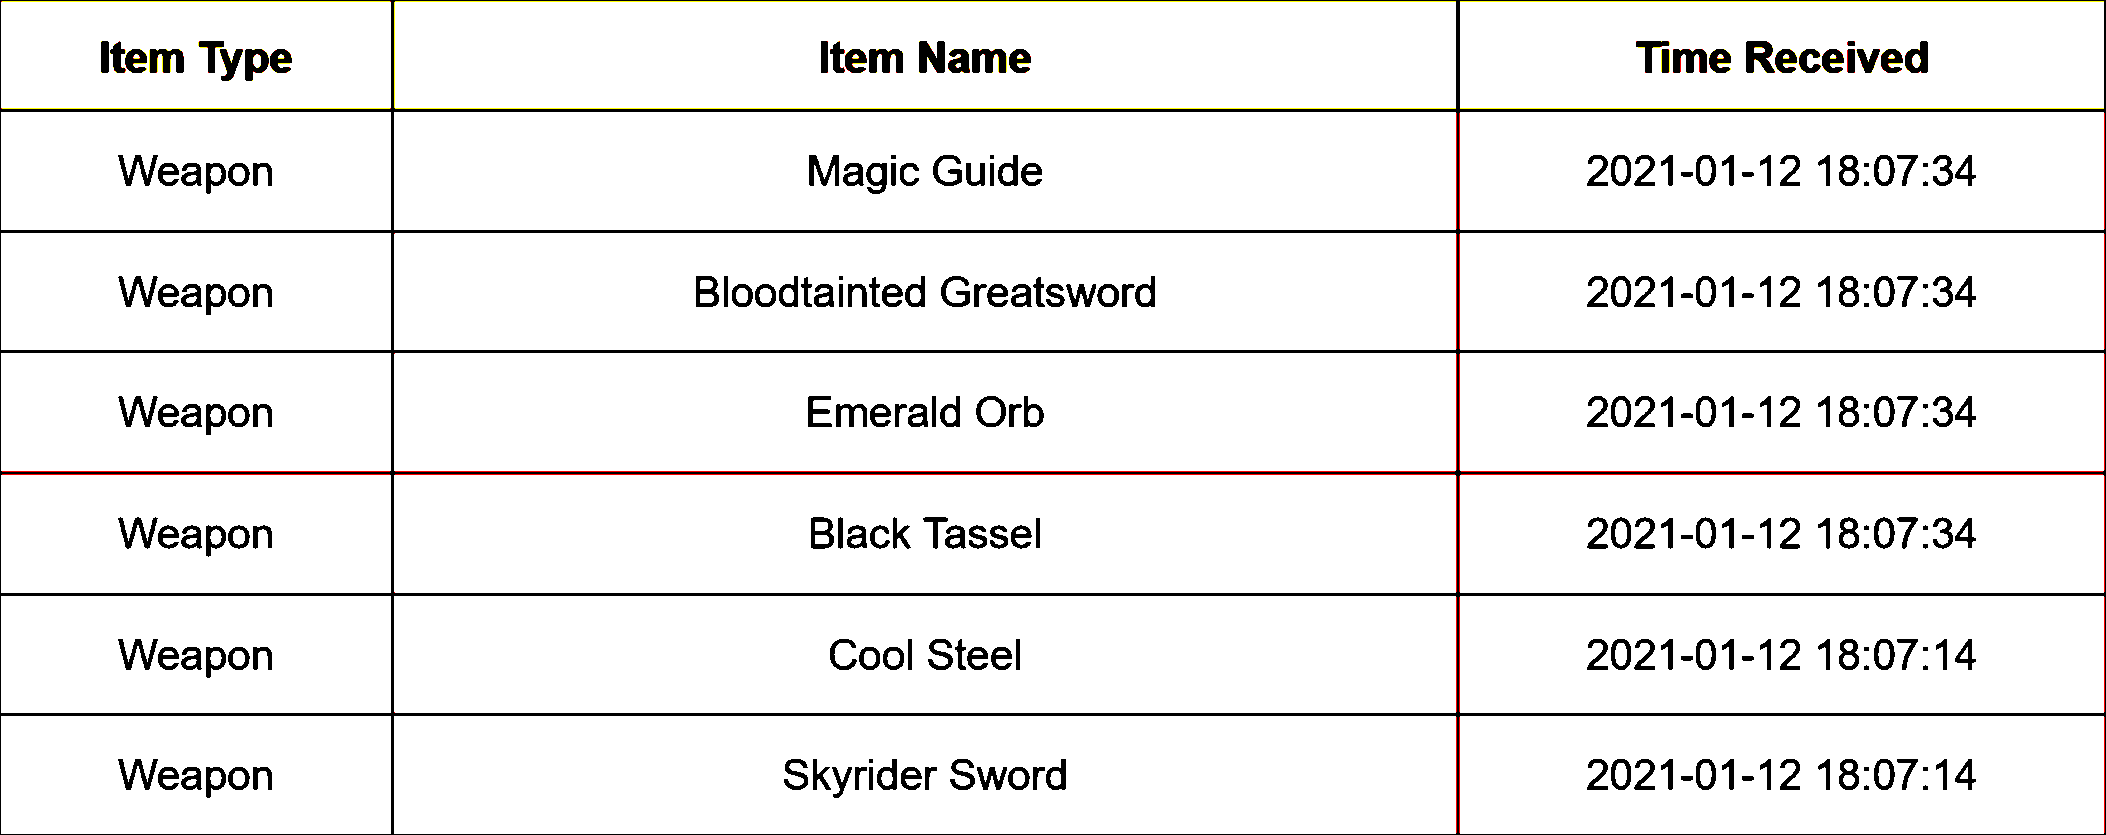 Item Type Item Name Time Received
Weapon Magic Guide 2021-01-12 18:07:34
Weapon Bloodtainted Greatsword 2021-01-12 18:07:34
Weapon Emerald Orb 2021-01-12 18:07:34
Weapon Black Tassel 2021-01-12 18:07:34
Weapon Cool Steel 2021-01-12 18:07:14
Weapon Skyrider Sword 2021-01-12 18:07:14